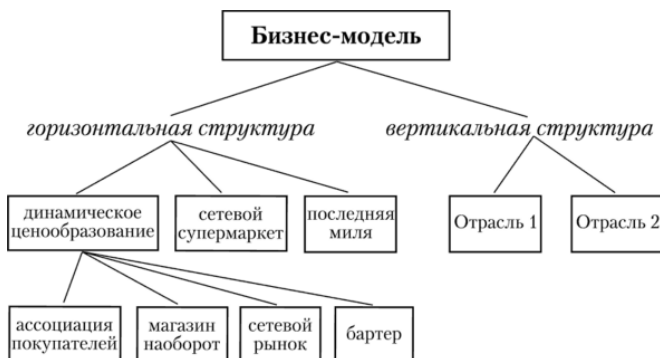 Бизнес-модель
горизонтальная структура
вертикальная структура
динамическое
ценообразование
сетевой
супермаркет
последняя
миля
Отрасль 1
Отрасль 2
ассоциация
покупателей
магазин
наоборот
сетевой
рынок
бартер